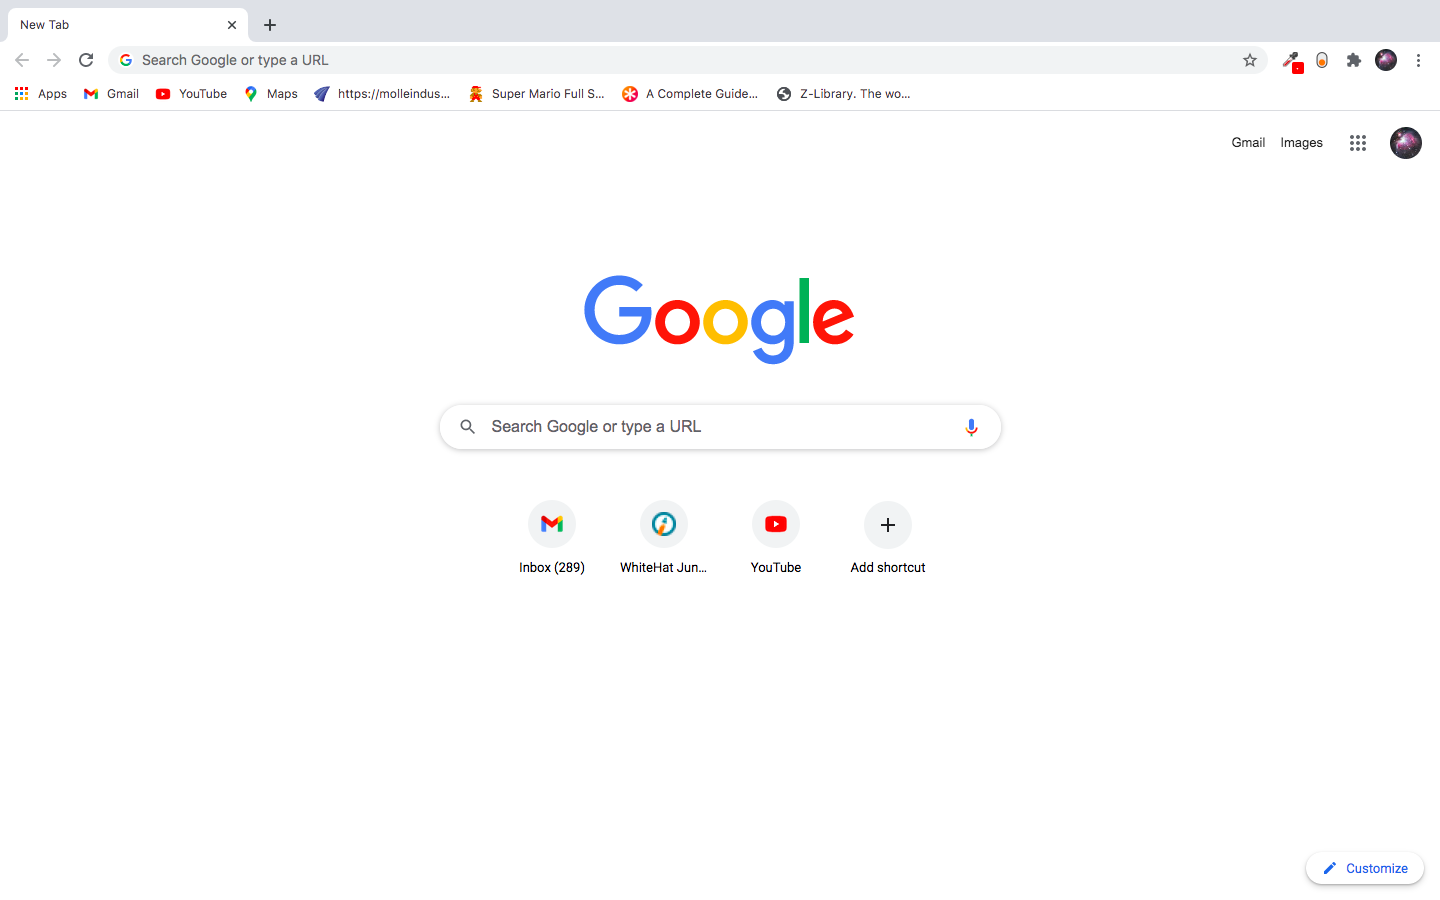 New Tab
Search Google or type a URL
Apps Gmail YouTube Maps https://molleindus... Super Mario Full S... A Complete Guide... Z-Library. The wo...
Gmail Images
Google
Search Google or type a URL
Inbox (289) WhiteHat Jun... YouTube Add shortcut
Customize